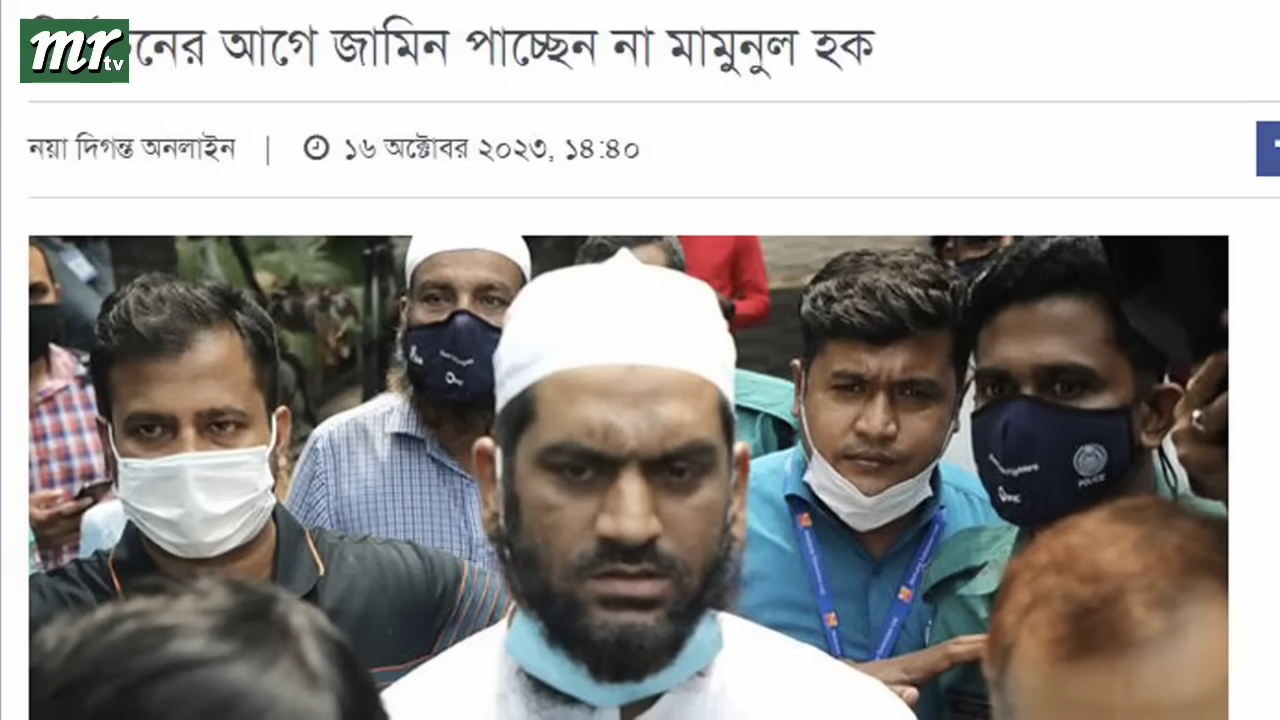 mr tv
আগে জামিন পাচ্ছেন না মামুনুল হক
নয়া দিগন্ত অনলাইন | ১৬ অক্টোবর ২০২৩, ১৪:৪০
POLICE